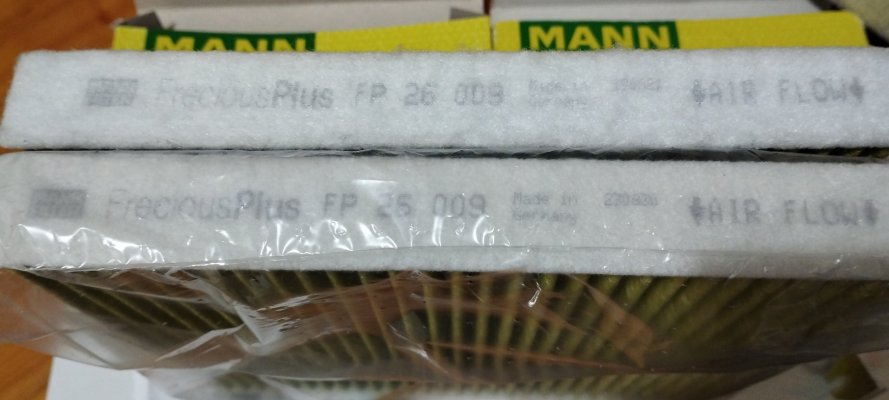 MANN
MANN
FreciousPlus FP 26 009
Made in
Germany
AIR FLOW
FreciousPlus FP 26 009
Made in
Germany
AIR FLOW